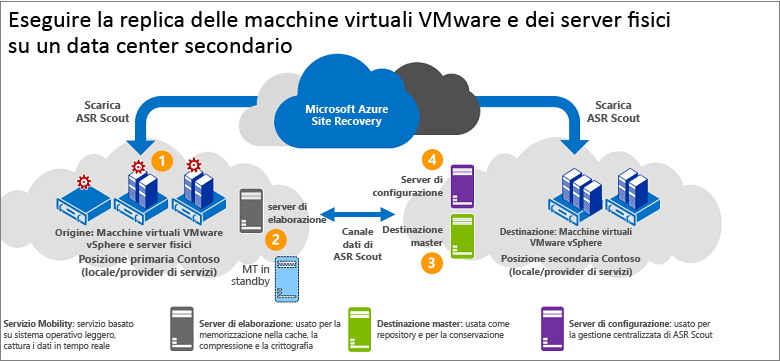 Eseguire la replica delle macchine virtuali VMware e dei server fisici
su un data center secondario
Scarica
ASR Scout
Microsoft Azure
Site Recovery
Scarica
ASR Scout
1
4
Server di
configurazione
server di
elaborazione
Origine: Macchine virtuali VMware
vSphere e server fisici
Posizione primaria Contoso
(locale/provider di servizi)
2
MT in
standby
Canale
dati di
ASR Scout
Destinazione
master
3
Destinazione: Macchine virtuali
VMware vSphere
Posizione secondaria Contoso
(locale/provider di servizi)
Servizio Mobility: servizio basato
su sistema operativo leggero,
cattura i dati in tempo reale
Server di elaborazione: usato per la
memorizzazione nella cache, la
compressione e la crittografia
Destinazione master: usata come
repository e per la conservazione
Server di configurazione: usato per
la gestione centralizzata di ASR Scout